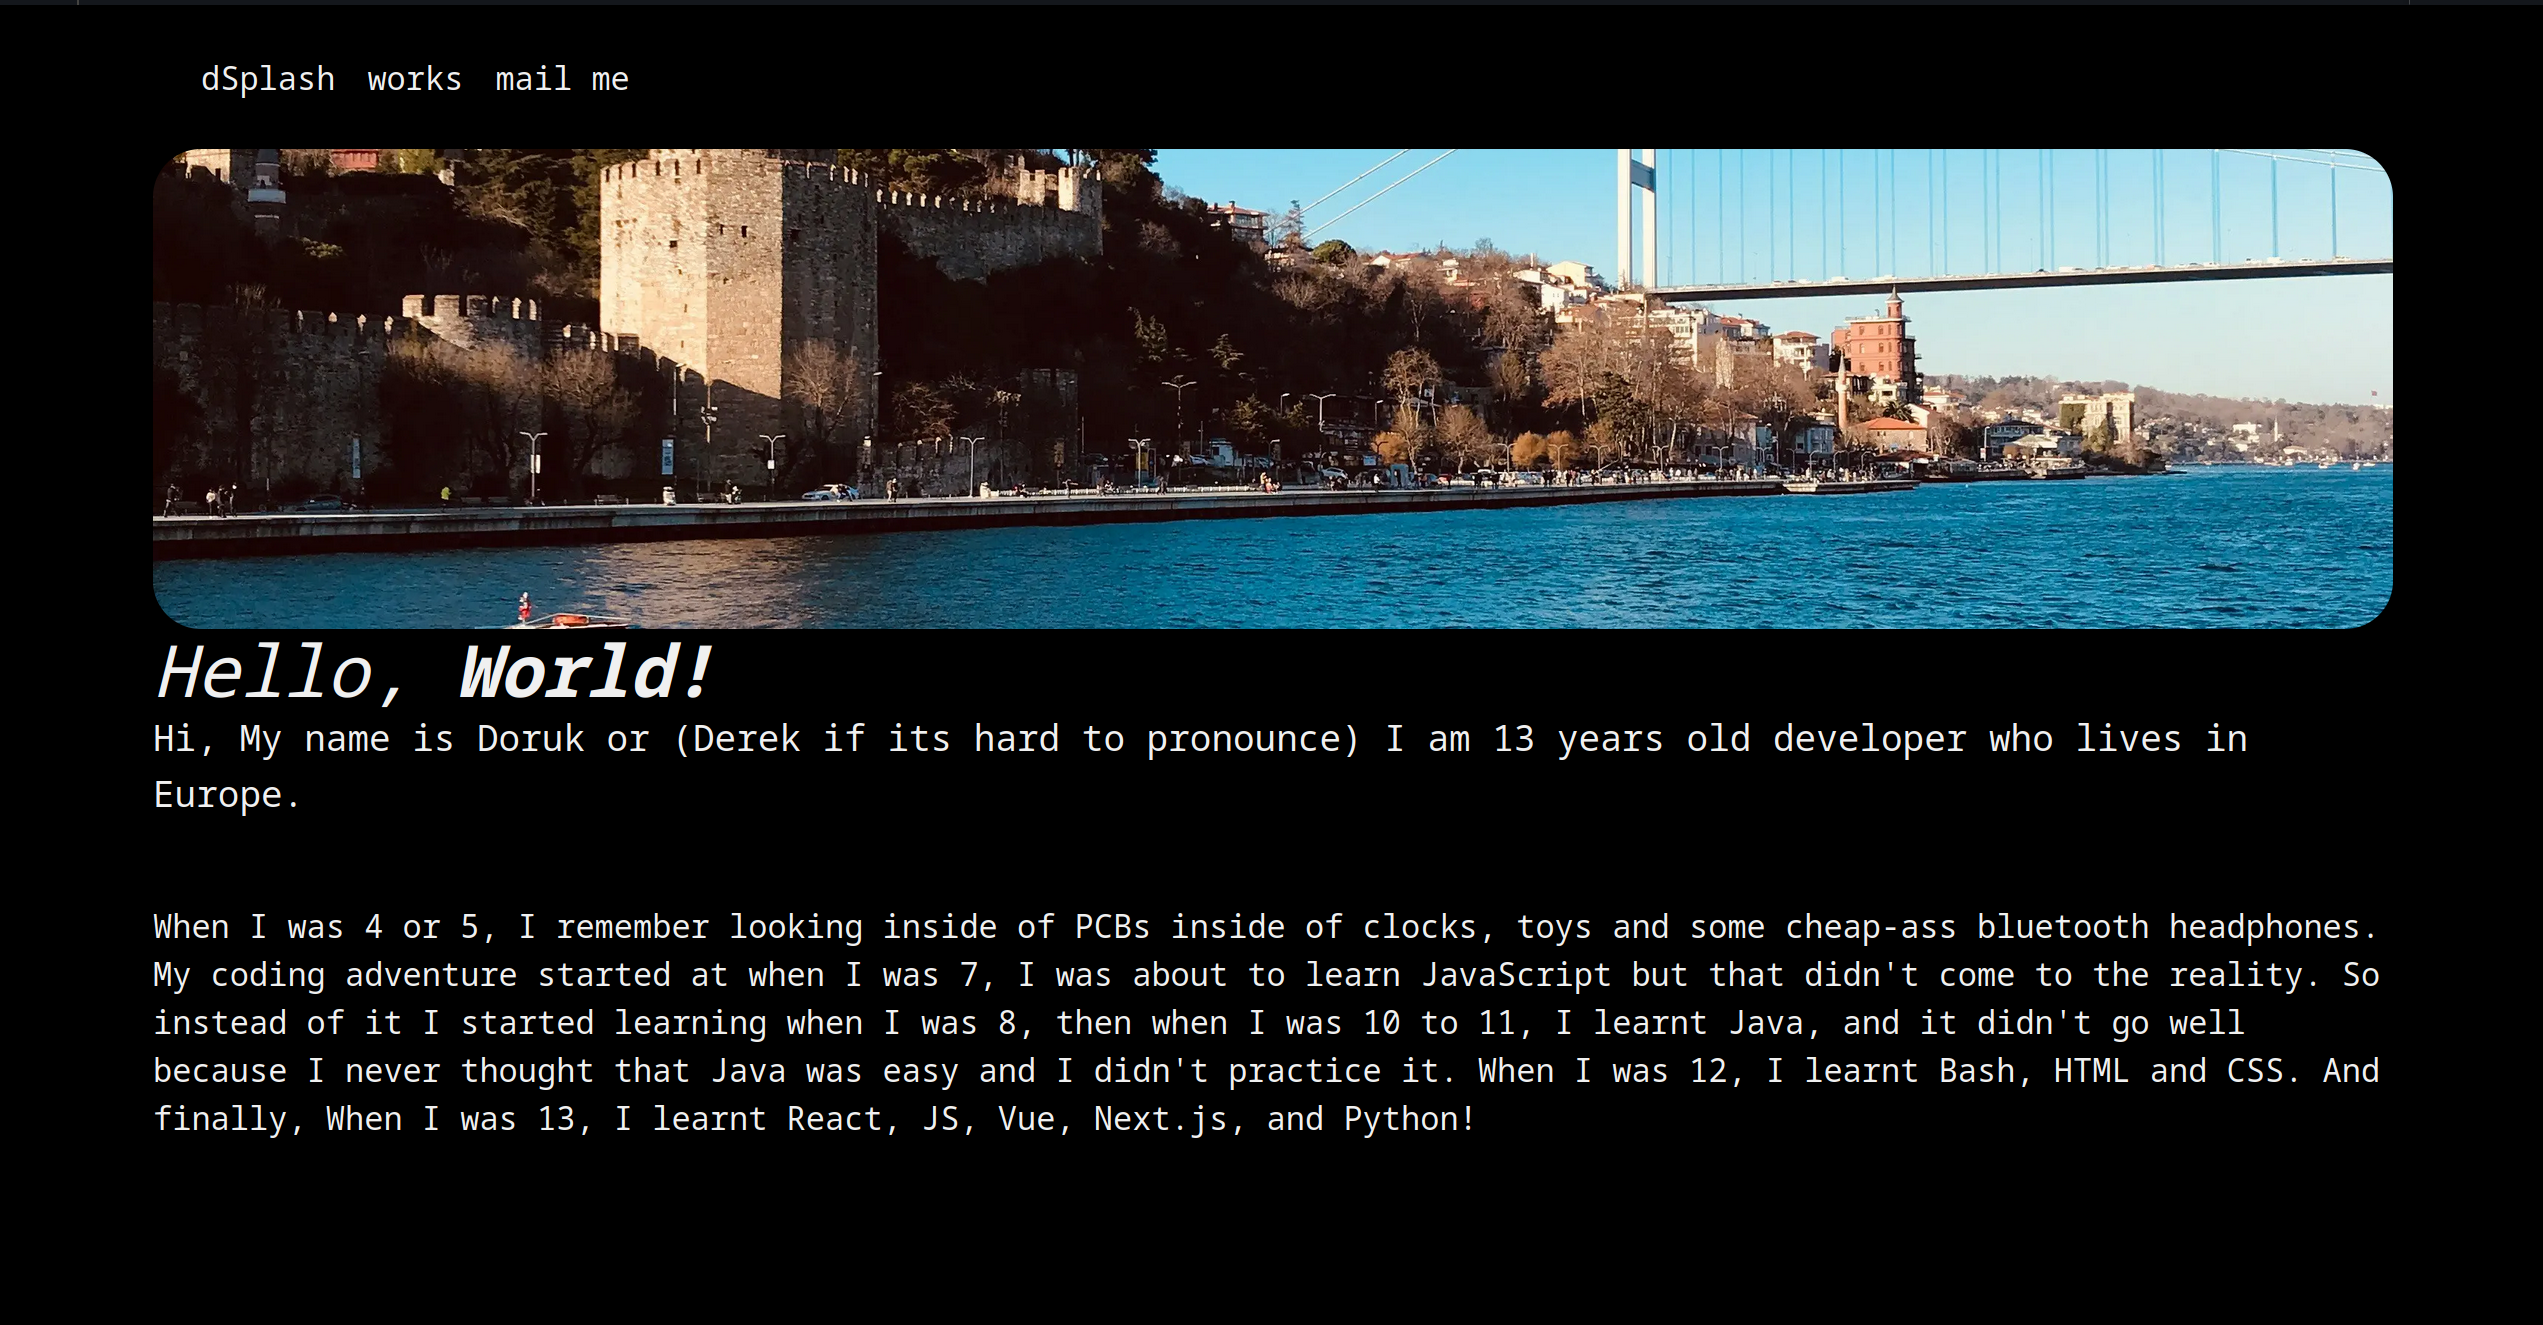 dSplash works mail me
Hello, World!
Hi, My name is Doruk or (Derek if its hard to pronounce) I am 13 years old developer who lives in
Europe.
When I was 4 or 5, I remember looking inside of PCBs inside of clocks, toys and some cheap-ass bluetooth headphones.
My coding adventure started at when I was 7, I was about to learn JavaScript but that didn't come to the reality. So
instead of it I started learning when I was 8, then when I was 10 to 11, I learnt Java, and it didn't go well
because I never thought that Java was easy and I didn't practice it. When I was 12, I learnt Bash, HTML and CSS. And
finally, When I was 13, I learnt React, JS, Vue, Next.js, and Python!